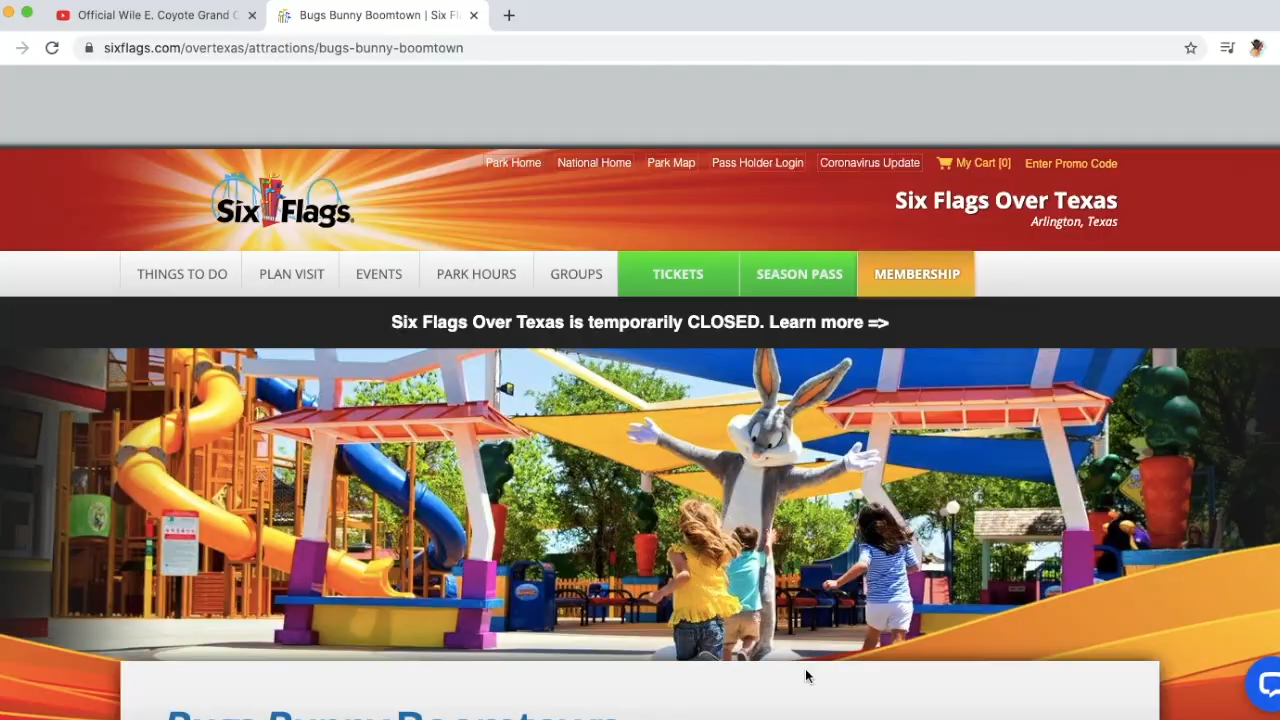 Official Wile E. Coyote Grand C
Bugs Bunny Boomtown | Six Fl
sixflags.com/overtexas/attractions/bugs-bunny-boomtown
Park Home National Home Park Map Pass Holder Login Coronavirus Update My Cart [0] Enter Promo Code
Six Flags
Six Flags Over Texas
Arlington, Texas
THINGS TO DO PLAN VISIT EVENTS PARK HOURS GROUPS TICKETS SEASON PASS MEMBERSHIP
Six Flags Over Texas is temporarily CLOSED. Learn more =>
Bugs Bunny Boomtown